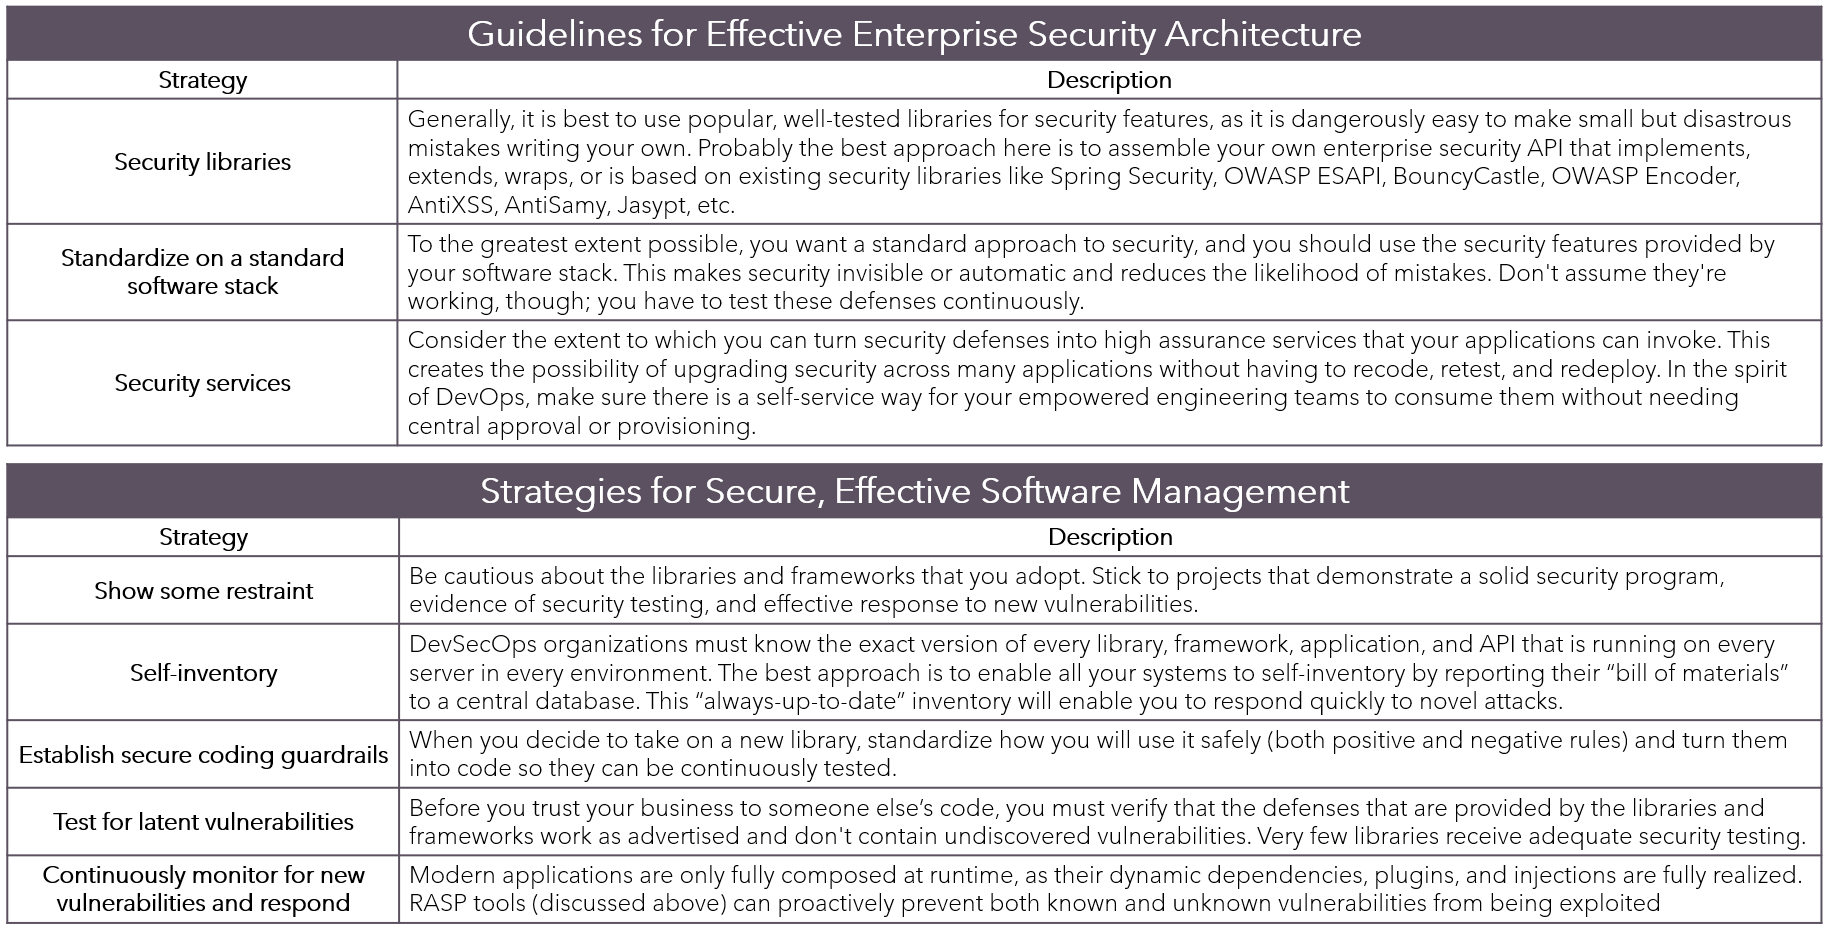 Guidelines for Effective Enterprise Security Architecture
Strategy
Description
Security libraries
Generally, it is best to use popular, well-tested libraries for security features, as it is dangerously easy to make small but disastrous
mistakes writing your own. Probably the best approach here is to assemble your own enterprise security API that implements,
extends, wraps, or is based on existing security libraries like Spring Security, OWASP ESAPI, BouncyCastle, OWASP Encoder,
AntiXSS, AntiSamy, Jasypt, etc.
Standardize on a standard
software stack
To the greatest extent possible, you want a standard approach to security, and you should use the security features provided by
your software stack. This makes security invisible or automatic and reduces the likelihood of mistakes. Don't assume they're
working, though; you have to test these defenses continuously.
Security services
Consider the extent to which you can turn security defenses into high assurance services that your applications can invoke. This
creates the possibility of upgrading security across many applications without having to recode, retest, and redeploy. In the spirit
of DevOps, make sure there is a self-service way for your empowered engineering teams to consume them without needing
central approval or provisioning.
Strategies for Secure, Effective Software Management
Strategy
Description
Show some restraint
Be cautious about the libraries and frameworks that you adopt. Stick to projects that demonstrate a solid security program,
evidence of security testing, and effective response to new vulnerabilities.
Self-inventory
DevSecOps organizations must know the exact version of every library, framework, application, and API that is running on every
server in every environment. The best approach is to enable all your systems to self-inventory by reporting their “bill of materials”
to a central database. This “always-up-to-date” inventory will enable you to respond quickly to novel attacks.
Establish secure coding guardrails
When you decide to take on a new library, standardize how you will use it safely (both positive and negative rules) and turn them
into code so they can be continuously tested.
Test for latent vulnerabilities
Before you trust your business to someone else’s code, you must verify that the defenses that are provided by the libraries and
frameworks work as advertised and don't contain undiscovered vulnerabilities. Very few libraries receive adequate security testing.
Continuously monitor for new
vulnerabilities and respond
Modern applications are only fully composed at runtime, as their dynamic dependencies, plugins, and injections are fully realized.
RASP tools (discussed above) can proactively prevent both known and unknown vulnerabilities from being exploited